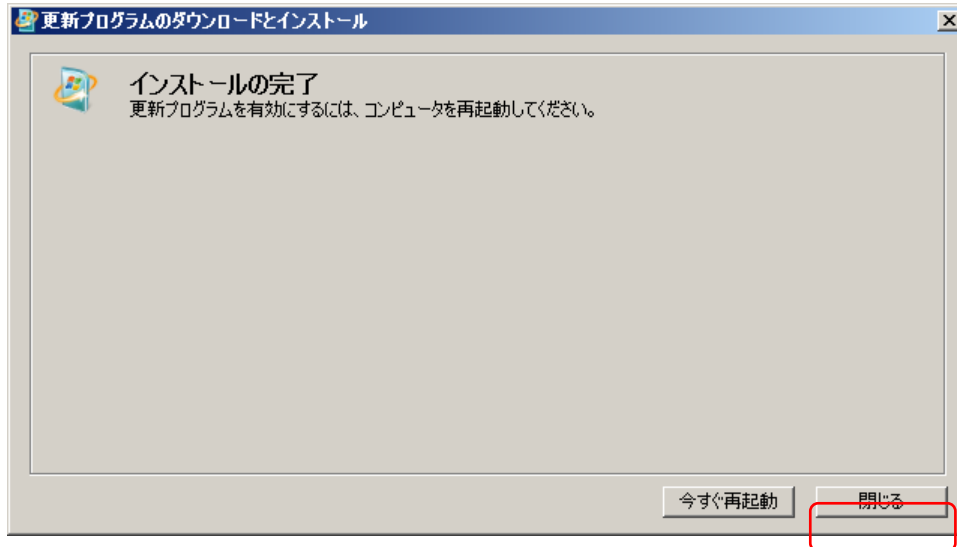 更新プログラムのダウンロードとインストール
インストールの完了
更新プログラムを有効にするには、コンピュータを再起動してください。
今すぐ再起動
閉じる